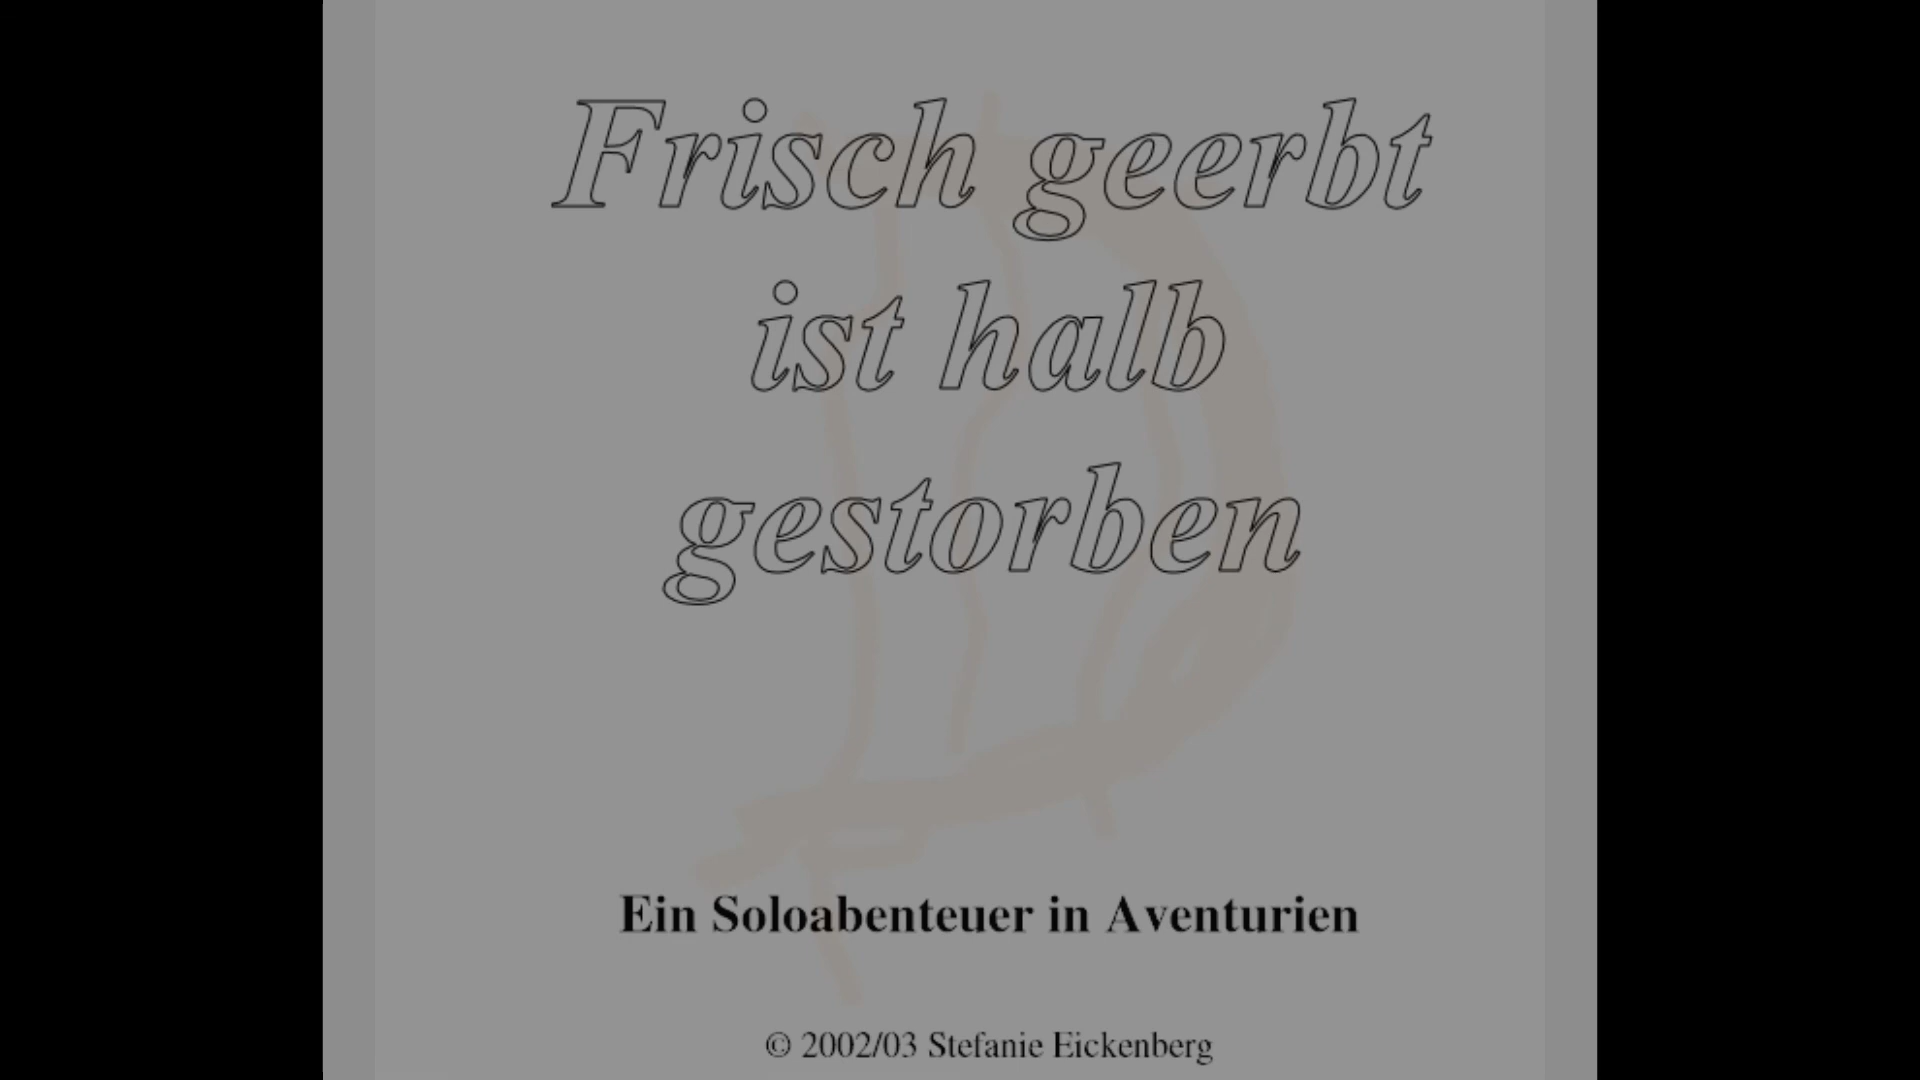 Frisch geerbt
ist halb
gestorben
Ein Soloabenteuer in Aventurien
© 2002/03 Stefanie Eickenberg